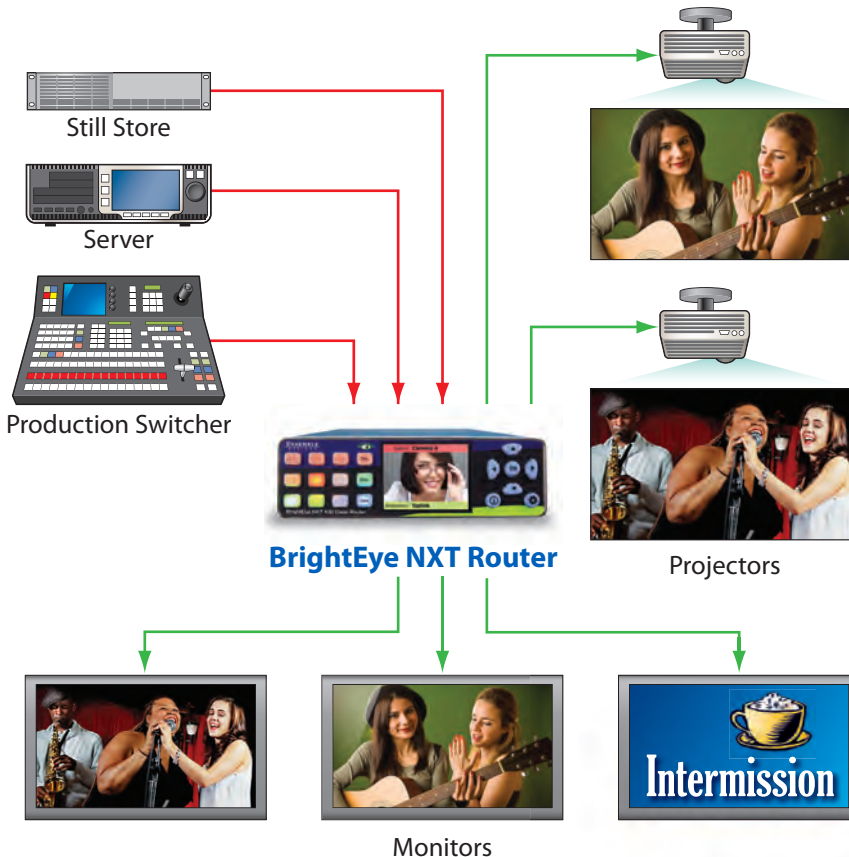 Still Store
Server
Production Switcher
BrightEye NXT Router
Projectors
Intermission
Monitors